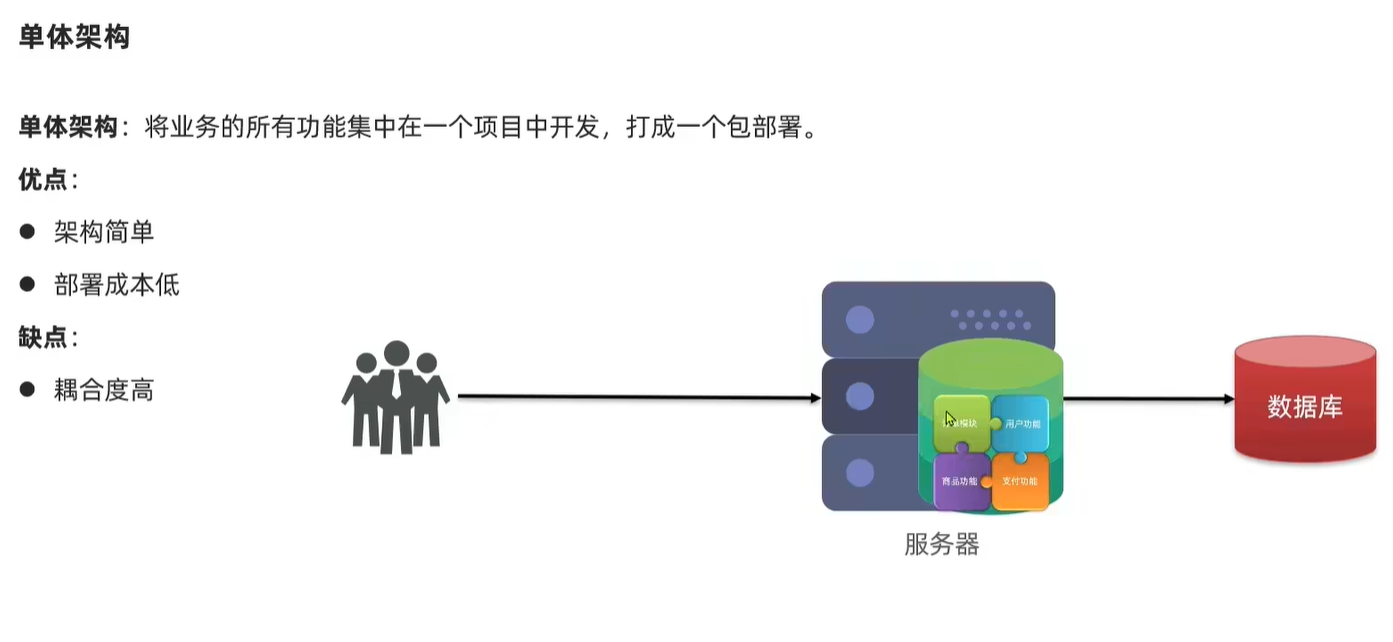 单体架构
单体架构：将业务的所有功能集中在一个项目中开发，打成一个包部署。
优点：
● 架构简单
● 部署成本低
缺点：
● 耦合度高
模块
用户功能
商品功能
支付功能
服务器
数据库